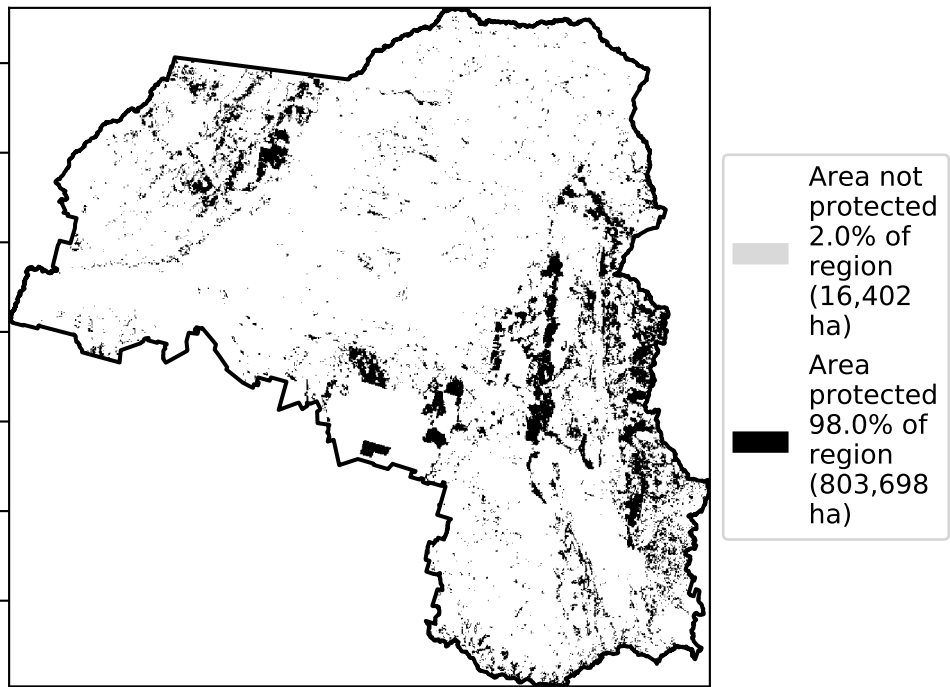 Area not
protected
2.0% of
region
(16,402
ha)
Area
protected
98.0% of
region
(803,698
ha)